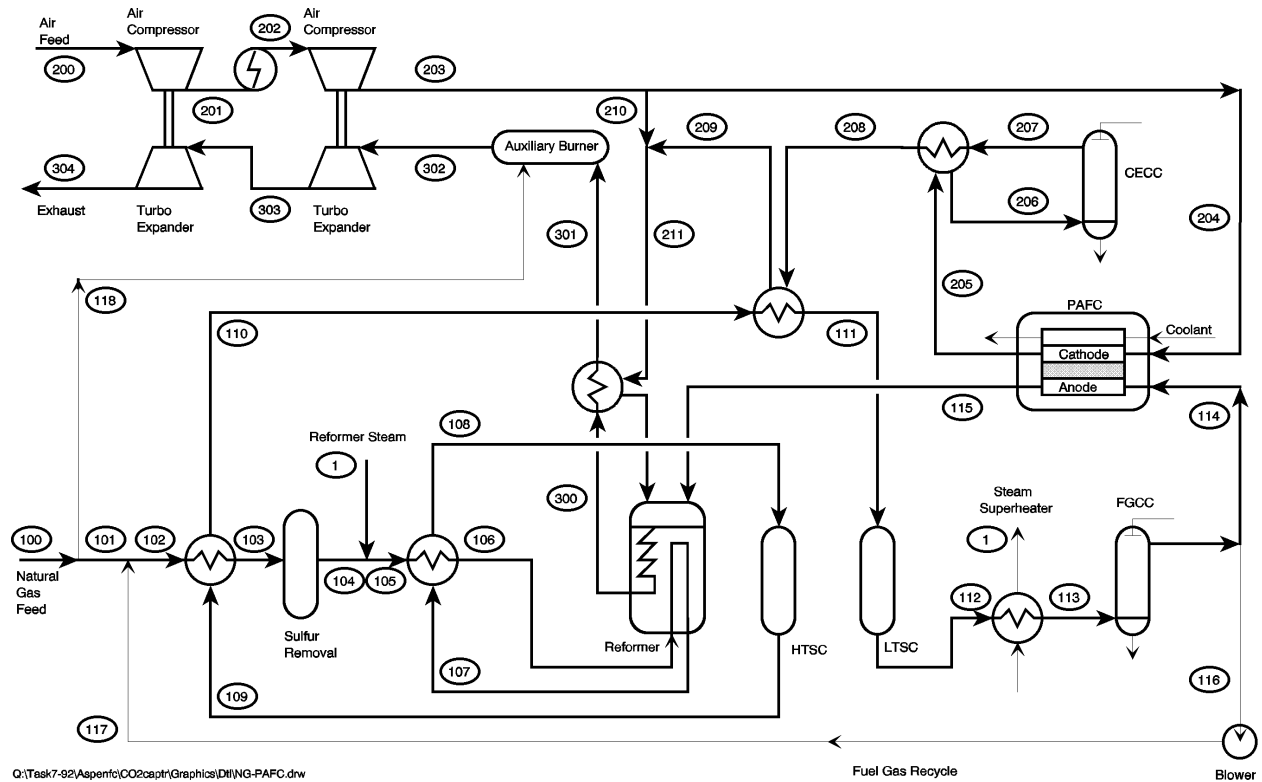 Air
Feed
Air
Compressor
202
Air
Compressor
200
201
203
210
209
208
207
Auxiliary Burner
CECC
304
302
206
Exhaust
Turbo
Expander
303
Turbo
Expander
301
211
204
205
118
PAFC
110
111
Coolant
Cathode
Anode
115
114
108
Reformer Steam
1
300
Steam
Superheater
FGCC
1
100
101
102
103
106
Natural
Gas
Feed
104
105
112
113
Sulfur
Removal
Reformer
HTSC
LTSC
107
109
116
117
Fuel Gas Recycle
Blower
Q:\Task7-92\Aspenfc\CO2captr\Graphics\Dtl\NG-PAFC.drw